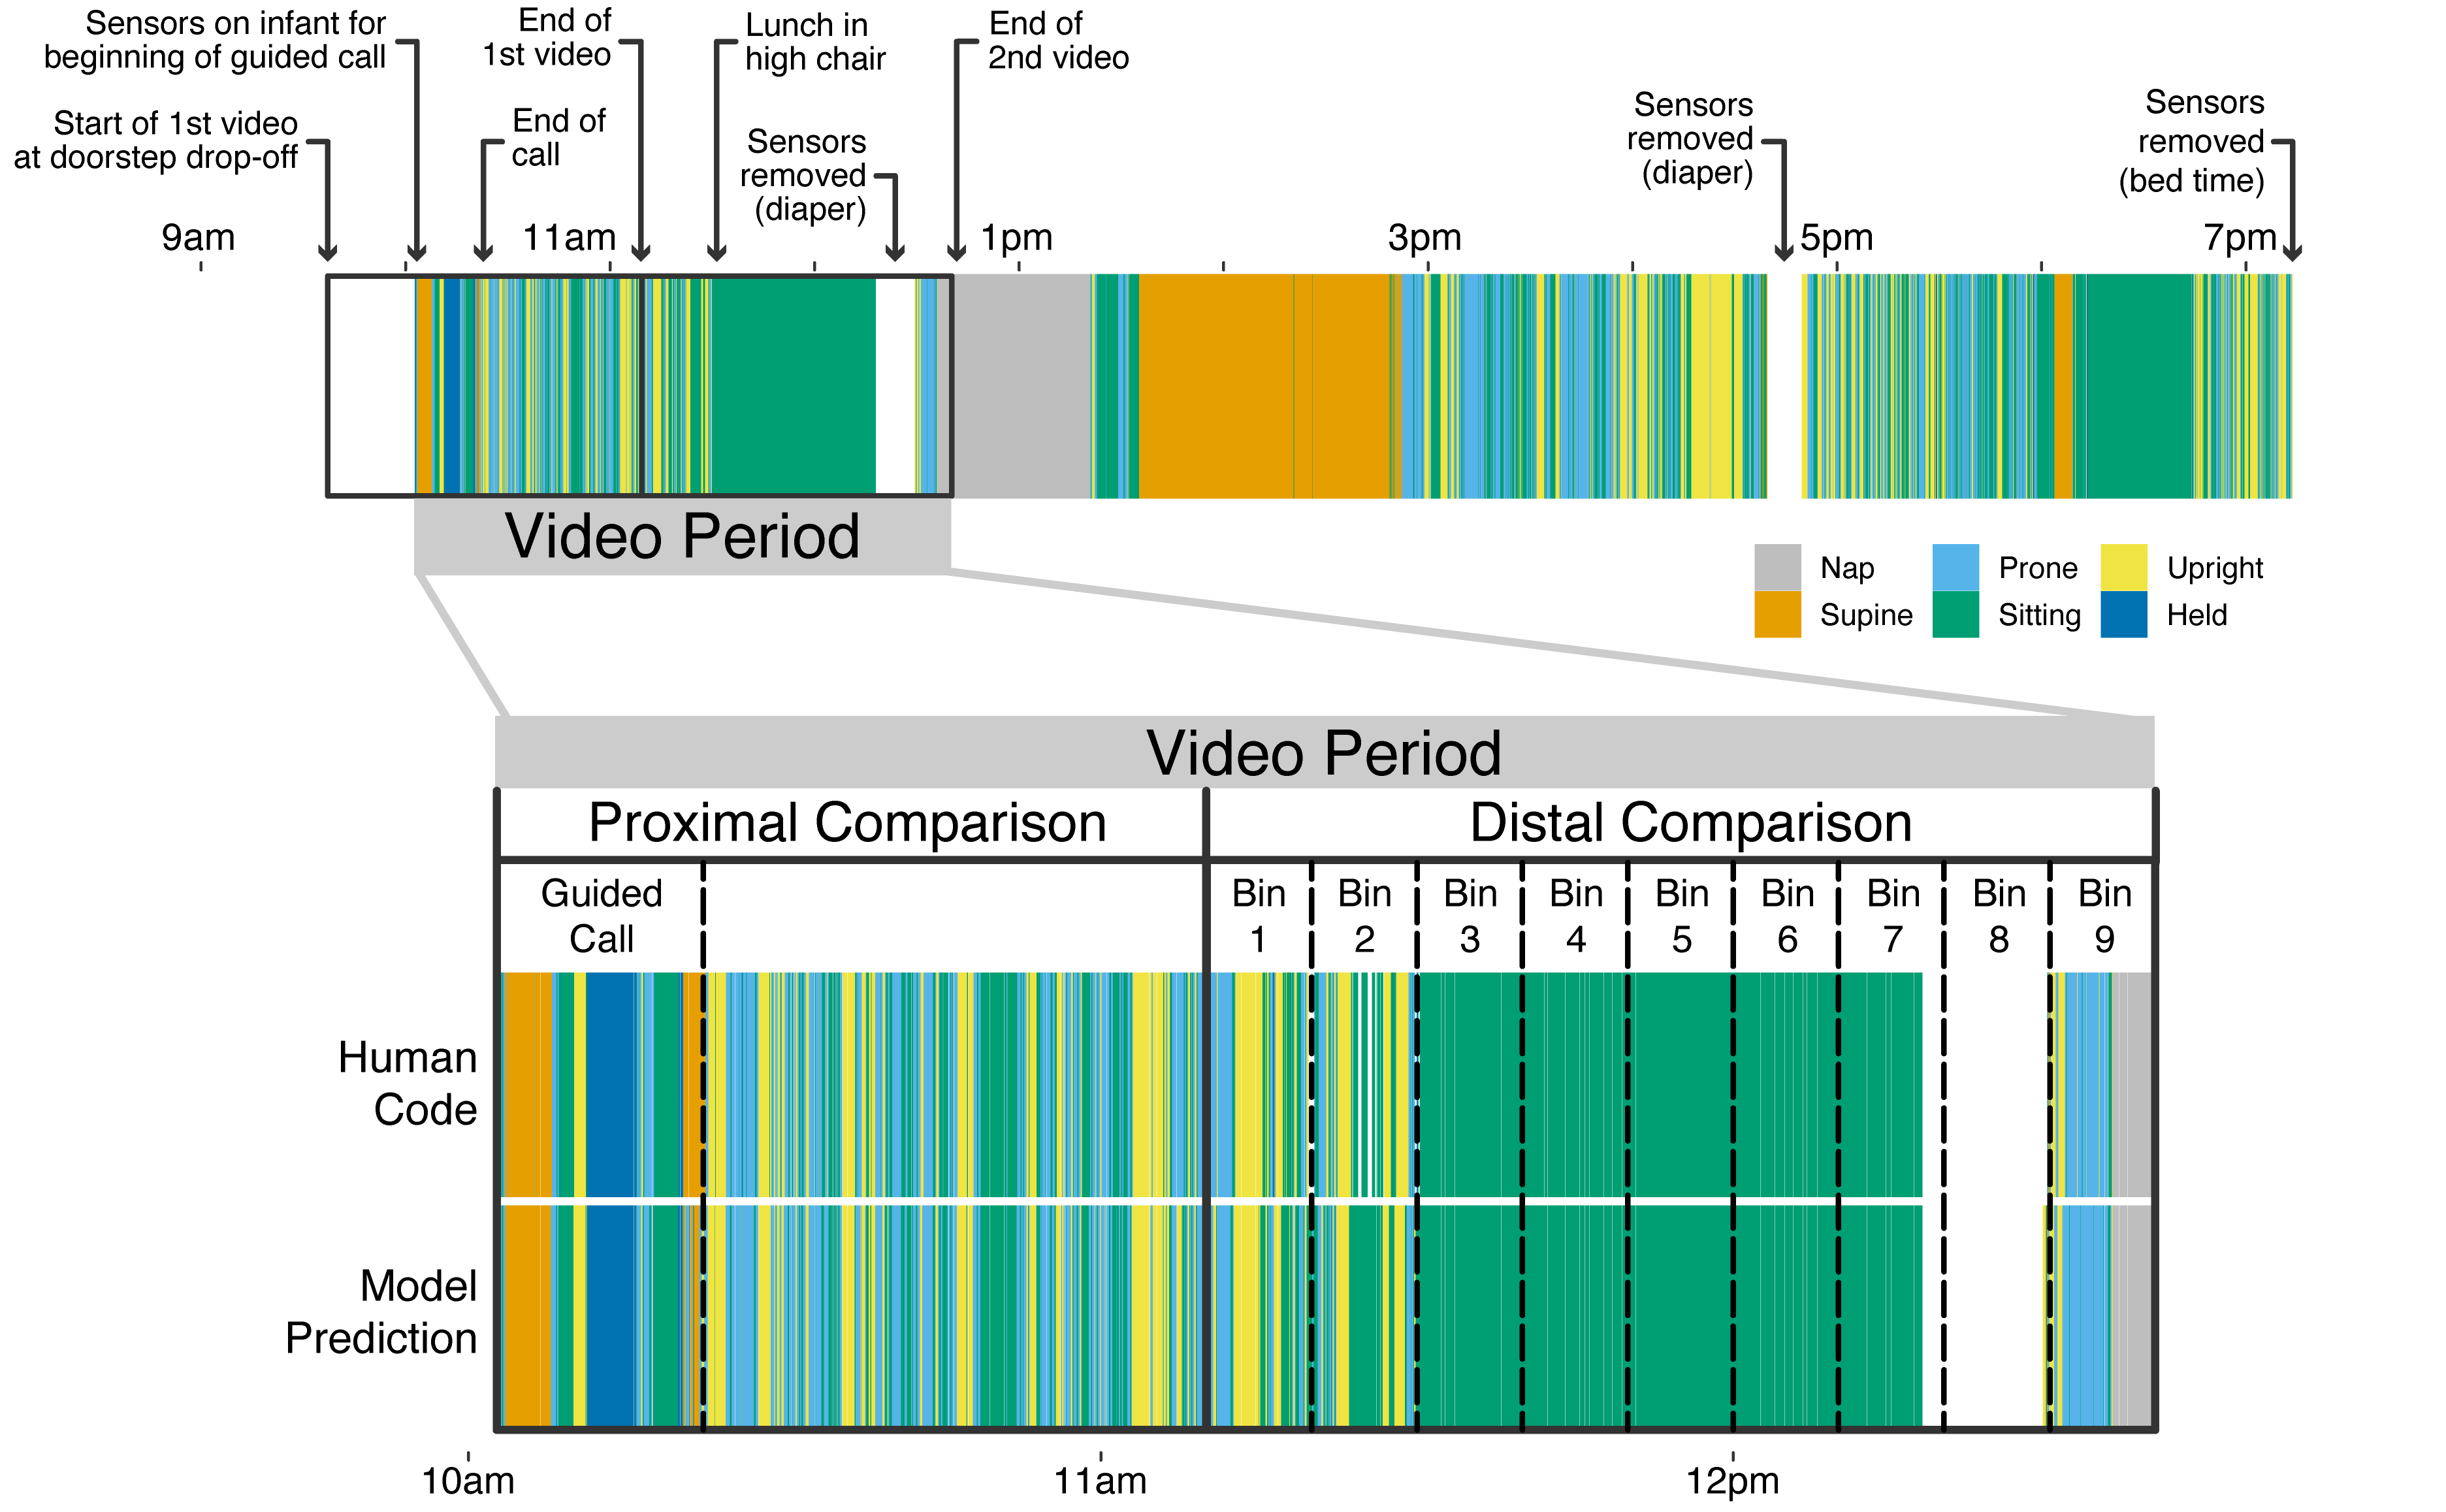 Sensors on infant for
beginning of guided call
End of
1st video
Lunch in
high chair
End of
2nd video
Start of 1st video
at doorstep drop-off
End of
call
Sensors
removed
(diaper)
Sensors
removed
(diaper)
Sensors
removed
(bed time)
9am
11am
1pm
3pm
5pm
7pm
Video Period
Nap
Prone
Upright
Supine
Sitting
Held
Video Period
Proximal Comparison
Distal Comparison
Guided
Call
Bin
1
Bin
2
Bin
3
Bin
4
Bin
5
Bin
6
Bin
7
Bin
8
Bin
9
Human
Code
Model
Prediction
10am
11am
12pm